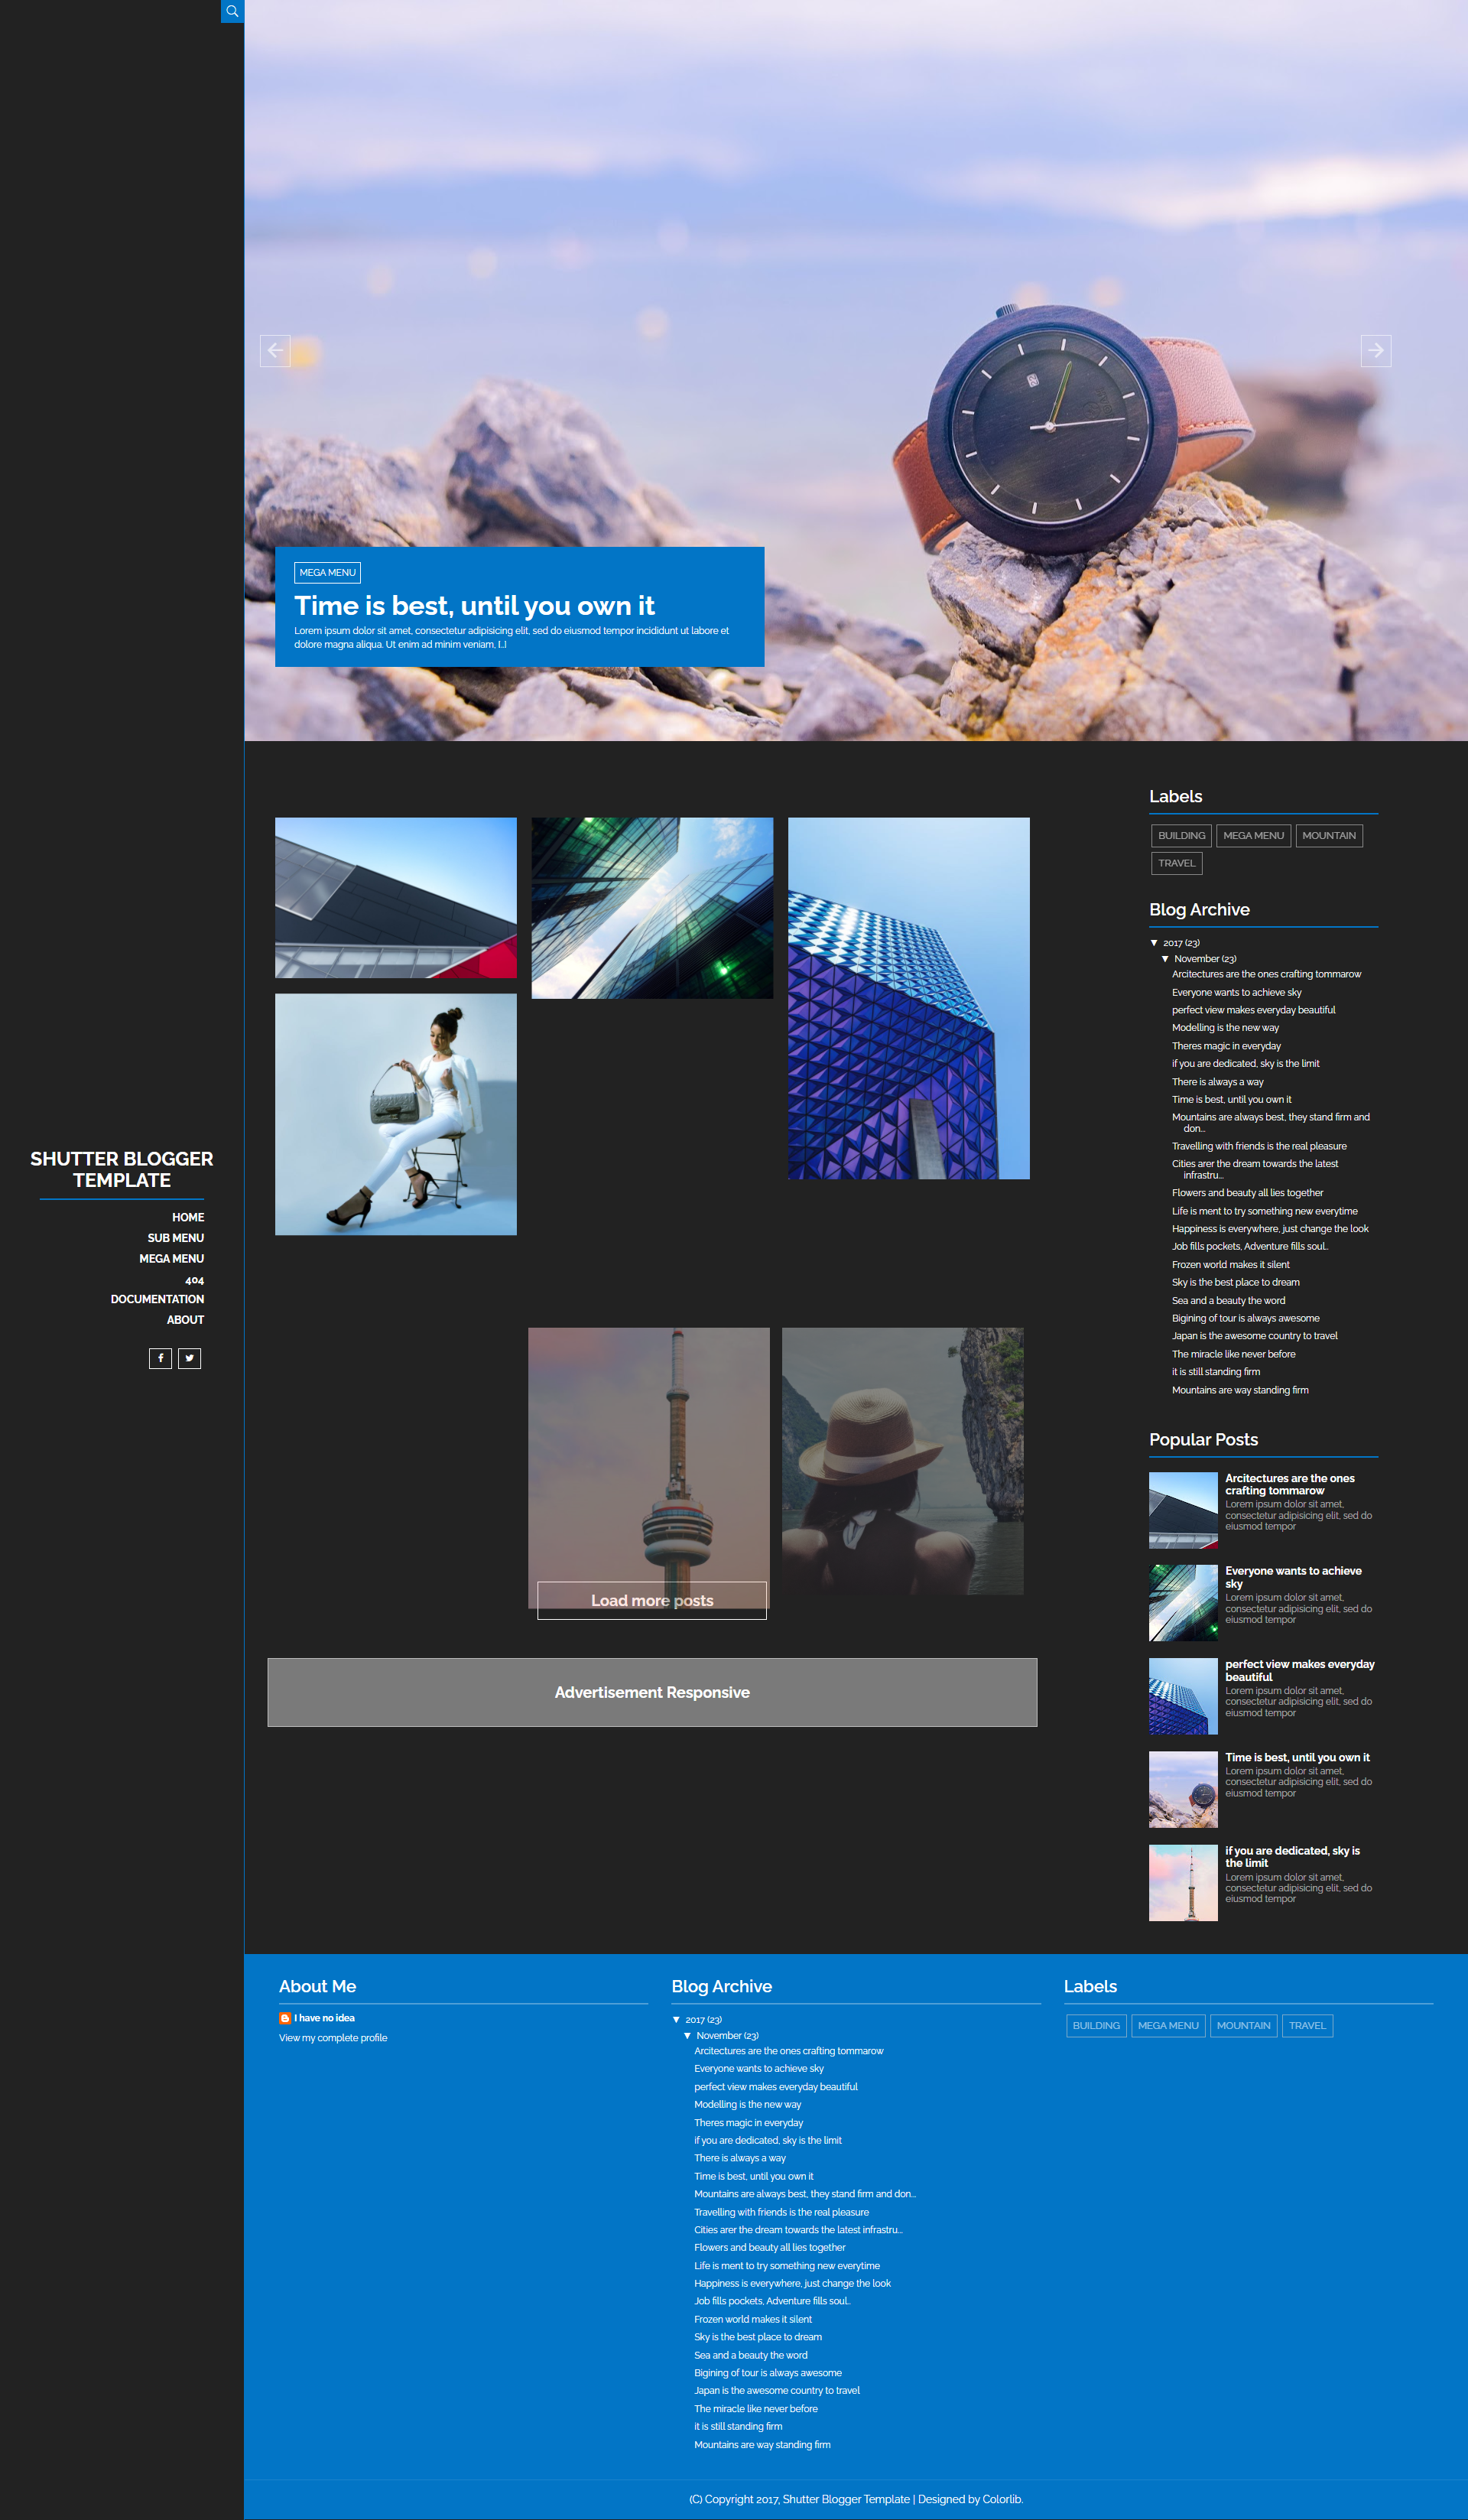 SHUTTER BLOGGER
TEMPLATE
HOME
SUB MENU
MEGA MENU
404
DOCUMENTATION
ABOUT
MEGA MENU
Time is best, until you own it
Lorem ipsum dolor sit amet, consectetur adipisicing elit, sed do eiusmod tempor incididunt ut labore et
dolore magna aliqua. Ut enim ad minim veniam, [...]
Load more posts
Advertisement Responsive
Labels
BUILDING MEGA MENU MOUNTAIN
TRAVEL
Blog Archive
▼ 2017 (23)
▼ November (23)
Arcitectures are the ones crafting tommarow
Everyone wants to achieve sky
perfect view makes everyday beautiful
Modelling is the new way
Theres magic in everyday
if you are dedicated, sky is the limit
There is always a way
Time is best, until you own it
Mountains are always best, they stand firm and
don...
Travelling with friends is the real pleasure
Cities arer the dream towards the latest
infrastru...
Flowers and beauty all lies together
Life is ment to try something new everytime
Happiness is everywhere, just change the look
Job fills pockets, Adventure fills soul..
Frozen world makes it silent
Sky is the best place to dream
Sea and a beauty the word
Bigining of tour is always awesome
Japan is the awesome country to travel
The miracle like never before
it is still standing firm
Mountains are way standing firm
Popular Posts
Arcitectures are the ones
crafting tommarow
Lorem ipsum dolor sit amet,
consectetur adipisicing elit, sed do
eiusmod tempor
Everyone wants to achieve
sky
Lorem ipsum dolor sit amet,
consectetur adipisicing elit, sed do
eiusmod tempor
perfect view makes everyday
beautiful
Lorem ipsum dolor sit amet,
consectetur adipisicing elit, sed do
eiusmod tempor
Time is best, until you own it
Lorem ipsum dolor sit amet,
consectetur adipisicing elit, sed do
eiusmod tempor
if you are dedicated, sky is
the limit
Lorem ipsum dolor sit amet,
consectetur adipisicing elit, sed do
eiusmod tempor
About Me
I have no idea
View my complete profile
Blog Archive
▼ 2017 (23)
▼ November (23)
Arcitectures are the ones crafting tommarow
Everyone wants to achieve sky
perfect view makes everyday beautiful
Modelling is the new way
Theres magic in everyday
if you are dedicated, sky is the limit
There is always a way
Time is best, until you own it
Mountains are always best, they stand firm and don...
Travelling with friends is the real pleasure
Cities arer the dream towards the latest infrastru...
Flowers and beauty all lies together
Life is ment to try something new everytime
Happiness is everywhere, just change the look
Job fills pockets, Adventure fills soul..
Frozen world makes it silent
Sky is the best place to dream
Sea and a beauty the word
Bigining of tour is always awesome
Japan is the awesome country to travel
The miracle like never before
it is still standing firm
Mountains are way standing firm
Labels
BUILDING MEGA MENU MOUNTAIN TRAVEL
(C) Copyright 2017, Shutter Blogger Template | Designed by Colorlib.